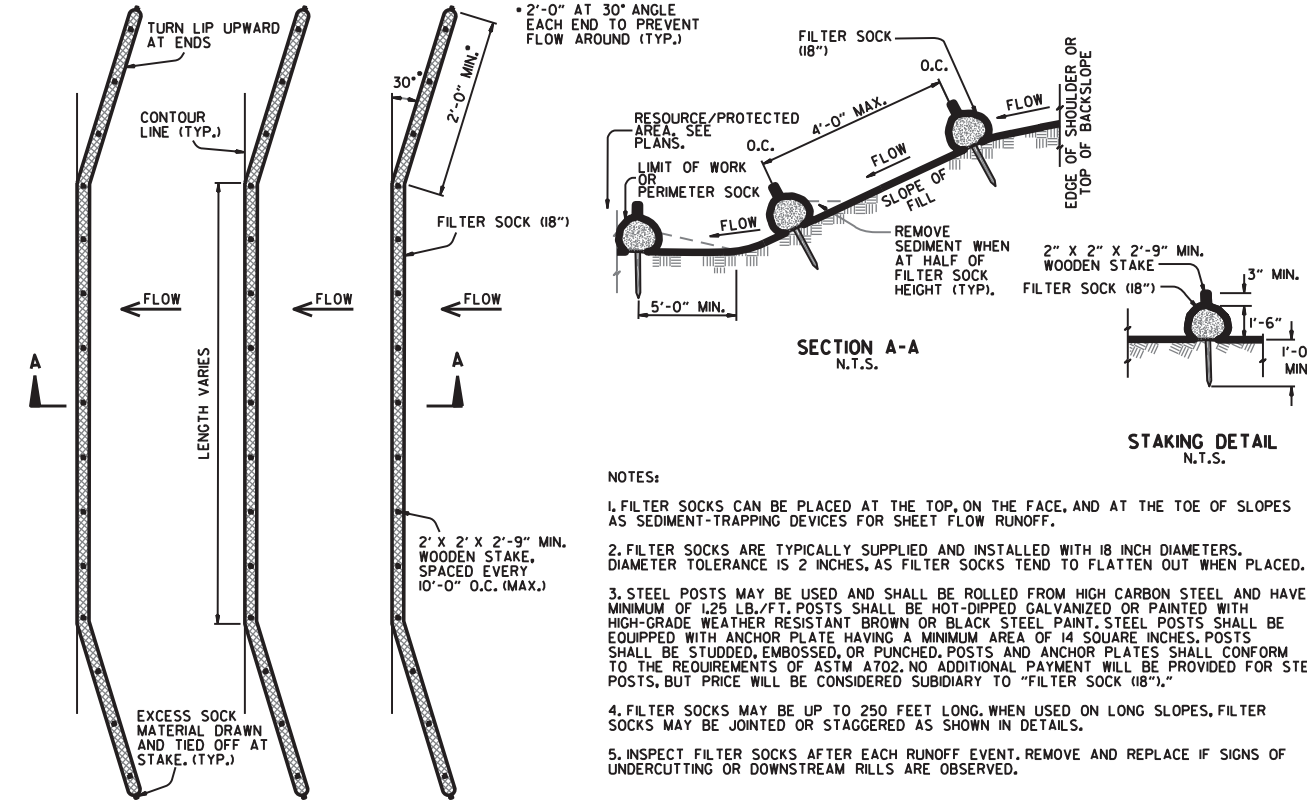 • 2'-0" AT 30° ANGLE
EACH END TO PREVENT
FLOW AROUND (TYP.)
TURN LIP UPWARD
AT ENDS
30°•
2'-0" MIN.•
CONTOUR
LINE (TYP.)
FILTER SOCK (18")
FLOW
FLOW
FLOW
A
A
LENGTH VARIES
2' X 2' X 2'-9" MIN.
WOODEN STAKE,
SPACED EVERY
10'-0" O.C. (MAX.)
EXCESS SOCK
MATERIAL DRAWN
AND TIED OFF AT
STAKE. (TYP.)
FILTER SOCK
(18")
O.C.
4'-0" MAX.
O.C.
FLOW
EDGE OF SHOULDER OR
TOP OF BACKSLOPE
RESOURCE/PROTECTED
AREA. SEE
PLANS.
LIMIT OF WORK
OR
PERIMETER SOCK
FLOW
SLOPE OF
FILL
FLOW
REMOVE
SEDIMENT WHEN
AT HALF OF
FILTER SOCK
HEIGHT (TYP).
5'-0" MIN.
SECTION A-A
N.T.S.
2" X 2" X 2'-9" MIN.
WOODEN STAKE
FILTER SOCK (18")
3" MIN.
1'-6"
1'-0
MIN
STAKING DETAIL
N.T.S.
NOTES:
1. FILTER SOCKS CAN BE PLACED AT THE TOP, ON THE FACE, AND AT THE TOE OF SLOPES
AS SEDIMENT-TRAPPING DEVICES FOR SHEET FLOW RUNOFF.
2. FILTER SOCKS ARE TYPICALLY SUPPLIED AND INSTALLED WITH 18 INCH DIAMETERS.
DIAMETER TOLERANCE IS 2 INCHES, AS FILTER SOCKS TEND TO FLATTEN OUT WHEN PLACED.
3. STEEL POSTS MAY BE USED AND SHALL BE ROLLED FROM HIGH CARBON STEEL AND HAVE
MINIMUM OF 1.25 LB./FT. POSTS SHALL BE HOT-DIPPED GALVANIZED OR PAINTED WITH
HIGH-GRADE WEATHER RESISTANT BROWN OR BLACK STEEL PAINT. STEEL POSTS SHALL BE
EQUIPPED WITH ANCHOR PLATE HAVING A MINIMUM AREA OF 14 SQUARE INCHES. POSTS
SHALL BE STUDDED, EMBOSSED, OR PUNCHED. POSTS AND ANCHOR PLATES SHALL CONFORM
TO THE REQUIREMENTS OF ASTM A702. NO ADDITIONAL PAYMENT WILL BE PROVIDED FOR STE
POSTS, BUT PRICE WILL BE CONSIDERED SUBIDIARY TO "FILTER SOCK (18")."
4. FILTER SOCKS MAY BE UP TO 250 FEET LONG. WHEN USED ON LONG SLOPES, FILTER
SOCKS MAY BE JOINTED OR STAGGERED AS SHOWN IN DETAILS.
5. INSPECT FILTER SOCKS AFTER EACH RUNOFF EVENT. REMOVE AND REPLACE IF SIGNS OF
UNDERCUTTING OR DOWNSTREAM RILLS ARE OBSERVED.